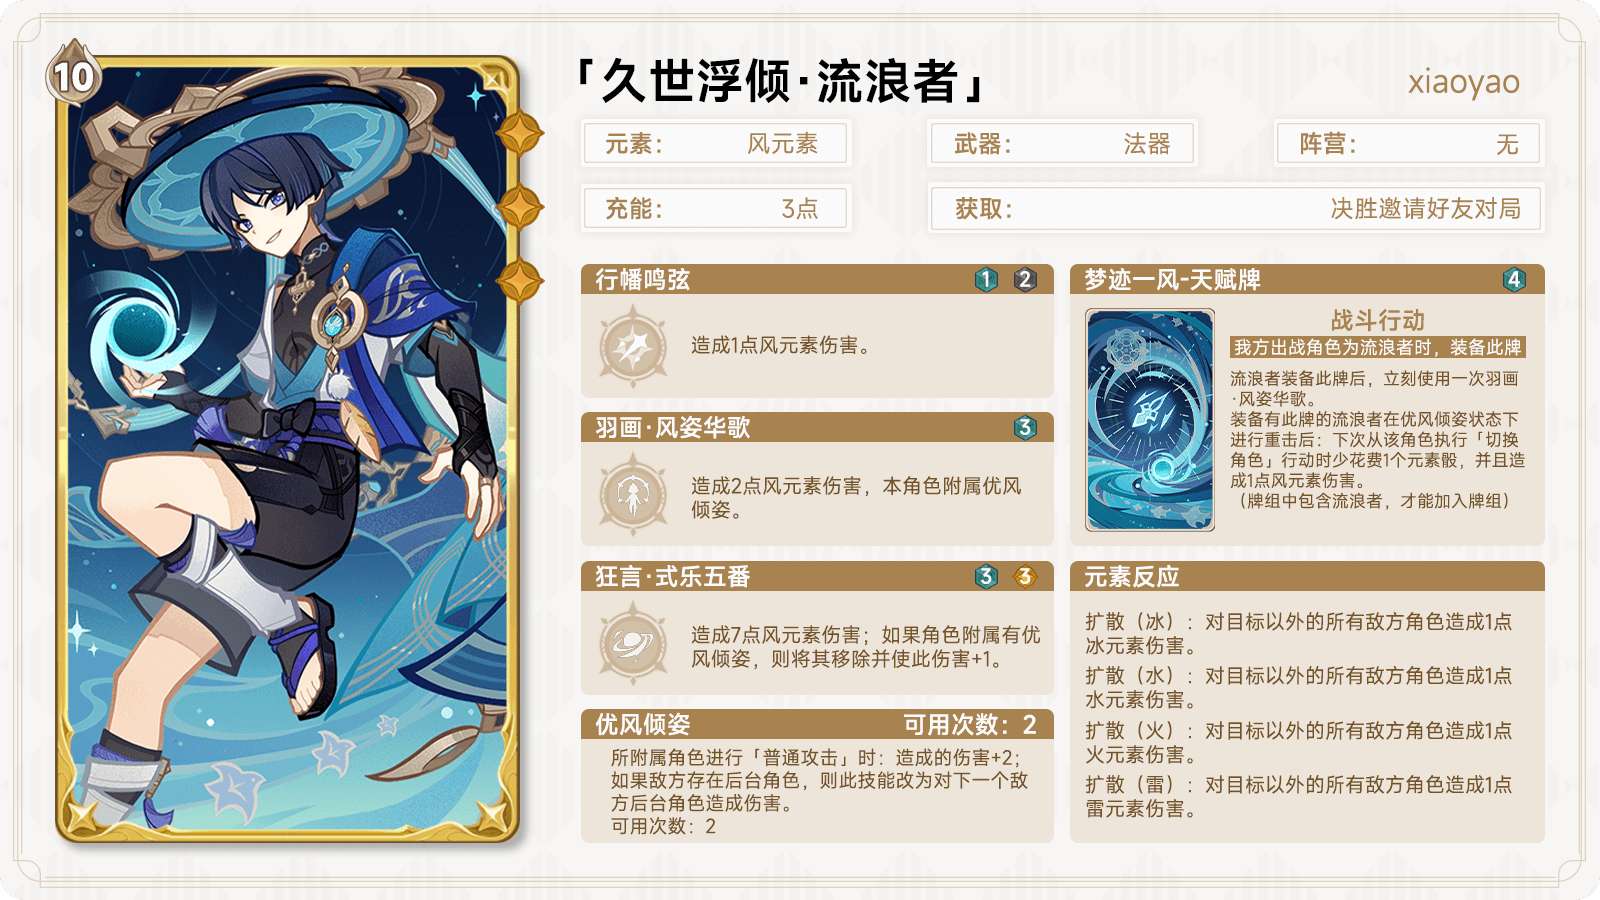 10
「久世浮倾·流浪者」
xiaoyao
元素： 风元素
武器： 法器
阵营： 无
充能： 3点
获取： 决胜邀请好友对局
行幡鸣弦 1 2
造成1点风元素伤害。
羽画·风姿华歌 3
造成2点风元素伤害，本角色附属优风
倾姿。
狂言·式乐五番 3 3
造成7点风元素伤害；如果角色附属有优
风倾姿，则将其移除并使此伤害+1。
优风倾姿 可用次数：2
所附属角色进行「普通攻击」时：造成的伤害+2；
如果敌方存在后台角色，则此技能改为对下一个敌
方后台角色造成伤害。
可用次数：2
梦迹一风-天赋牌 4
战斗行动
我方出战角色为流浪者时，装备此牌
流浪者装备此牌后，立刻使用一次羽画
·风姿华歌。
装备有此牌的流浪者在优风倾姿状态下
进行重击后：下次从该角色执行「切换
角色」行动时少花费1个元素骰，并且造
成1点风元素伤害。
（牌组中包含流浪者，才能加入牌组）
元素反应
扩散（冰）：对目标以外的所有敌方角色造成1点
冰元素伤害。
扩散（水）：对目标以外的所有敌方角色造成1点
水元素伤害。
扩散（火）：对目标以外的所有敌方角色造成1点
火元素伤害。
扩散（雷）：对目标以外的所有敌方角色造成1点
雷元素伤害。